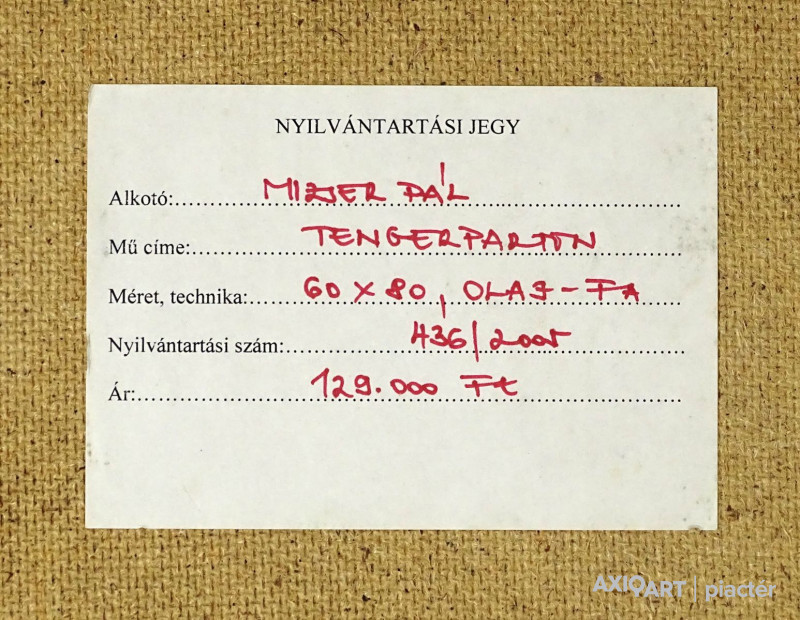 NYILVÁNTARTÁSI JEGY
Alkotó: MIZSER PÁL
Mű címe: TENGERPARTON
Méret, technika: 60 x 80, OLAJ-FA
Nyilvántartási szám: 436/2005
Ár: 129.000 Ft
AXIOART | piactér